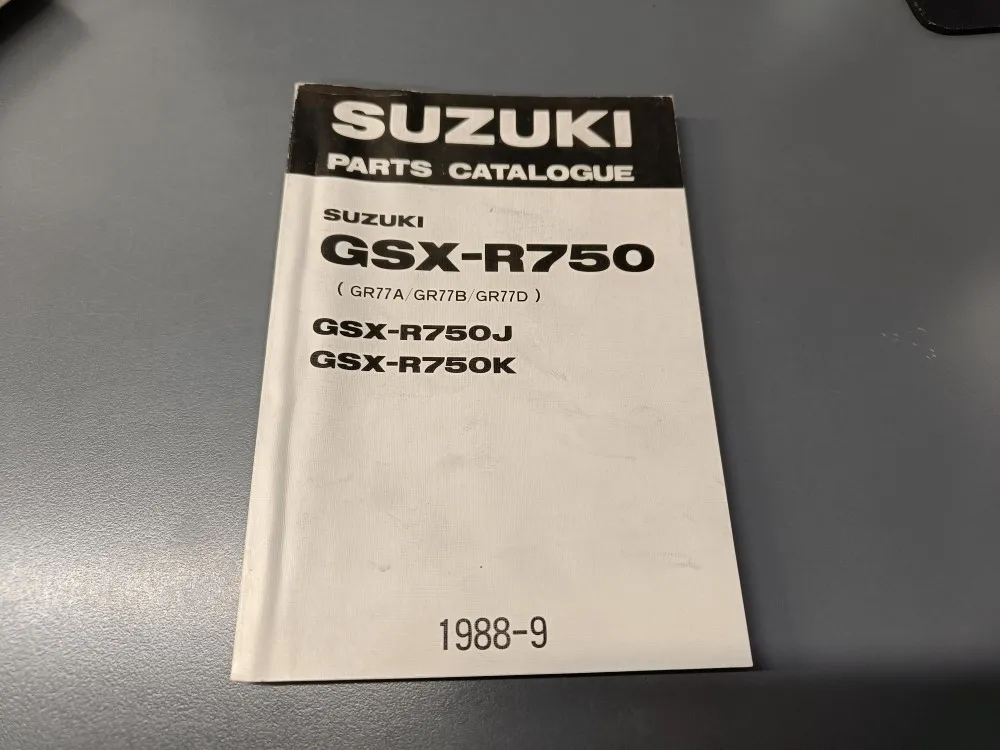 SUZUKI
PARTS CATALOGUE
SUZUKI
GSX-R750
( GR77A/GR77B/GR77D )
GSX-R750J
GSX-R750K
1988-9